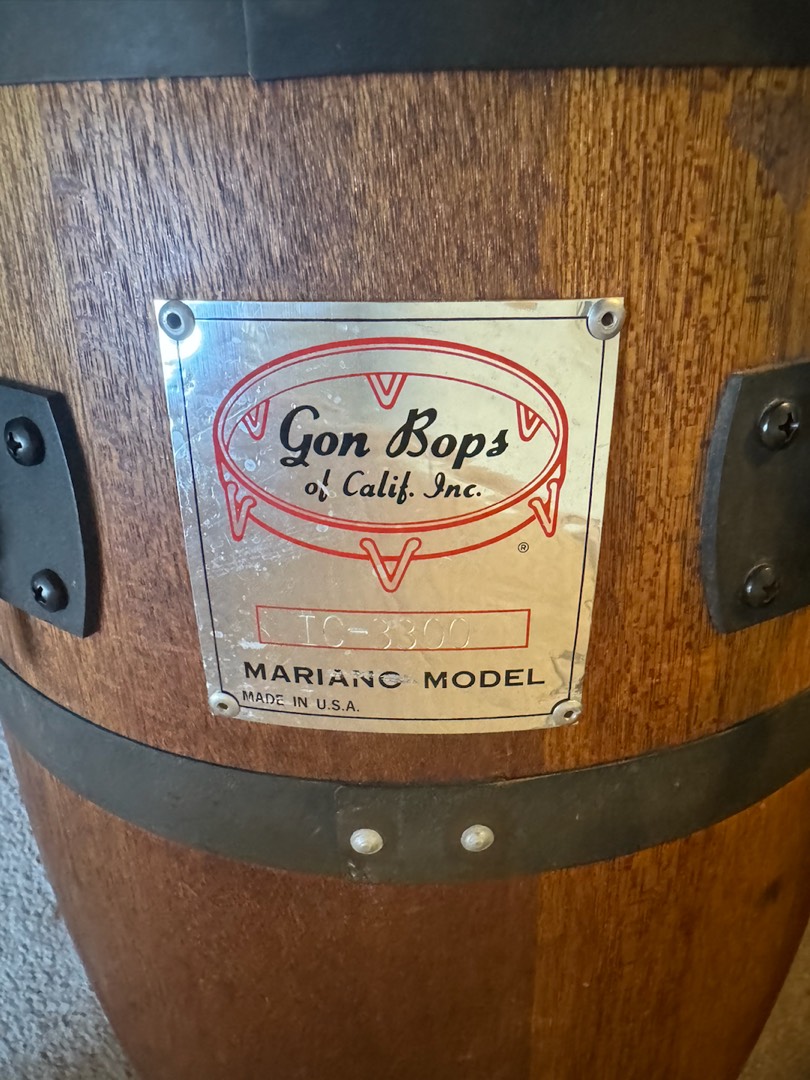 Gon Bops
of Calif. Inc.
®
TC-3300
MARIANO MODEL
MADE IN U.S.A.